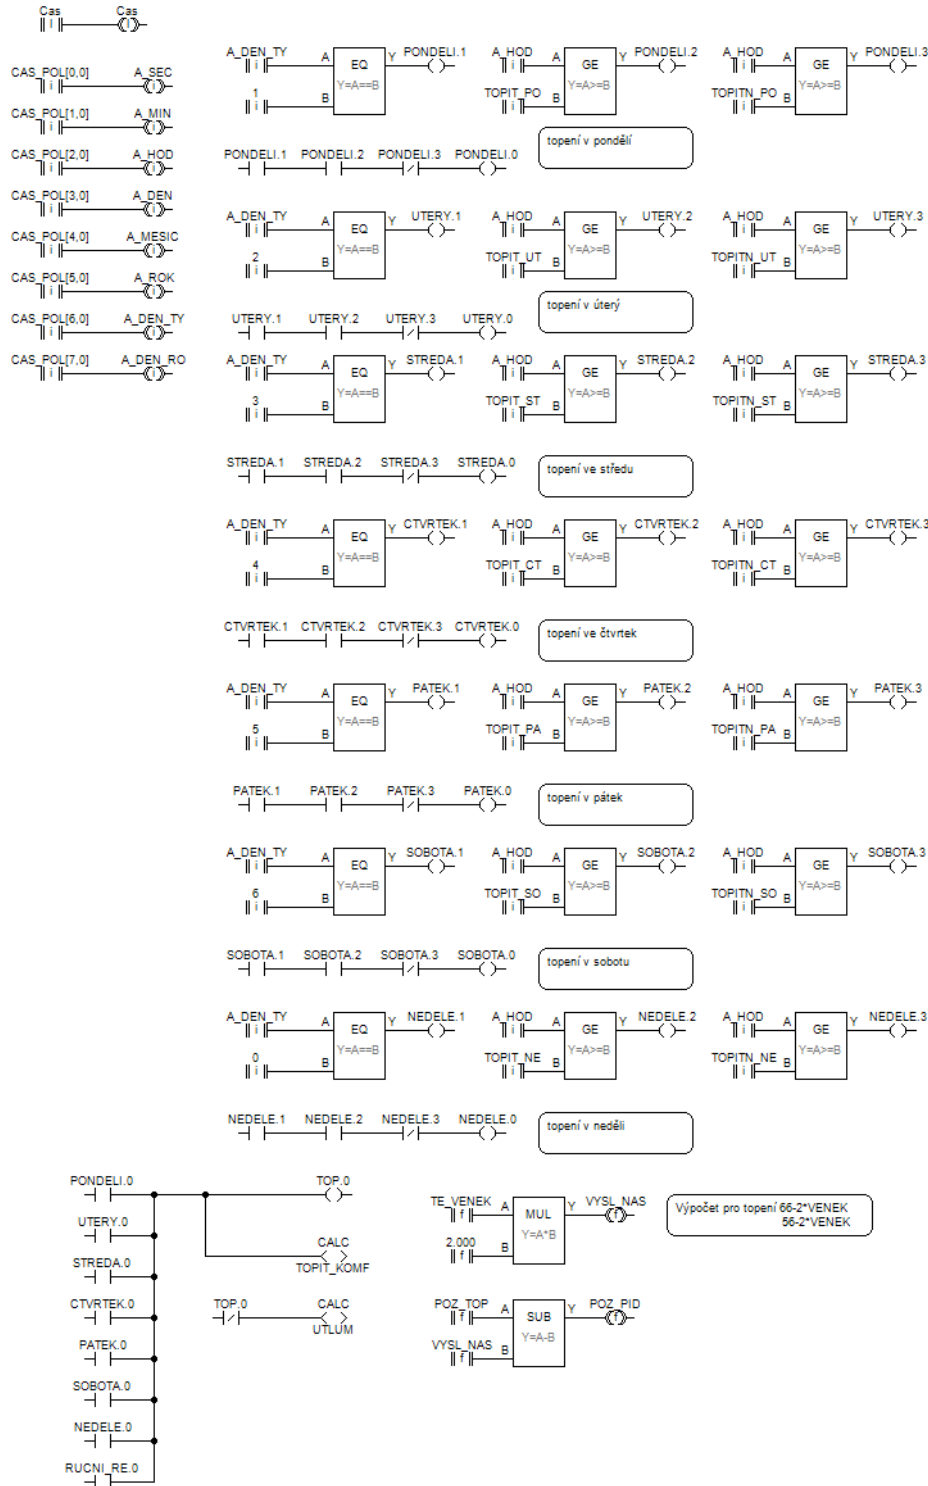 Cas Cas
CAS_POL[0,0] A_SEC
CAS_POL[1,0] A_MIN
CAS_POL[2,0] A_HOD
CAS_POL[3,0] A_DEN
CAS_POL[4,0] A_MESIC
CAS_POL[5,0] A_ROK
CAS_POL[6,0] A_DEN_TY
CAS_POL[7,0] A_DEN_RO
A_DEN_TY A EQ Y PONDELI.1 A_HOD A GE Y PONDELI.2 A_HOD A GE Y PONDELI.3
1 B Y=A==B TOPIT_PO B Y=A>=B TOPITN_PO B Y=A>=B
PONDELI.1 PONDELI.2 PONDELI.3 PONDELI.0 topení v pondělí
A_DEN_TY A EQ Y UTERY.1 A_HOD A GE Y UTERY.2 A_HOD A GE Y UTERY.3
2 B Y=A==B TOPIT_UT B Y=A>=B TOPITN_UT B Y=A>=B
UTERY.1 UTERY.2 UTERY.3 UTERY.0 topení v úterý
A_DEN_TY A EQ Y STREDA.1 A_HOD A GE Y STREDA.2 A_HOD A GE Y STREDA.3
3 B Y=A==B TOPIT_ST B Y=A>=B TOPITN_ST B Y=A>=B
STREDA.1 STREDA.2 STREDA.3 STREDA.0 topení ve středu
A_DEN_TY A EQ Y CTVRTEK.1 A_HOD A GE Y CTVRTEK.2 A_HOD A GE Y CTVRTEK.3
4 B Y=A==B TOPIT_CT B Y=A>=B TOPITN_CT B Y=A>=B
CTVRTEK.1 CTVRTEK.2 CTVRTEK.3 CTVRTEK.0 topení ve čtvrtek
A_DEN_TY A EQ Y PATEK.1 A_HOD A GE Y PATEK.2 A_HOD A GE Y PATEK.3
5 B Y=A==B TOPIT_PA B Y=A>=B TOPITN_PA B Y=A>=B
PATEK.1 PATEK.2 PATEK.3 PATEK.0 topení v pátek
A_DEN_TY A EQ Y SOBOTA.1 A_HOD A GE Y SOBOTA.2 A_HOD A GE Y SOBOTA.3
6 B Y=A==B TOPIT_SO B Y=A>=B TOPITN_SO B Y=A>=B
SOBOTA.1 SOBOTA.2 SOBOTA.3 SOBOTA.0 topení v sobotu
A_DEN_TY A EQ Y NEDELE.1 A_HOD A GE Y NEDELE.2 A_HOD A GE Y NEDELE.3
0 B Y=A==B TOPIT_NE B Y=A>=B TOPITN_NE B Y=A>=B
NEDELE.1 NEDELE.2 NEDELE.3 NEDELE.0 topení v neděli
PONDELI.0 TOP.0
UTERY.0 CALC
TOPIT_KOMF
STREDA.0
CTVRTEK.0 TOP.0 CALC
UTLUM
PATEK.0
SOBOTA.0
NEDELE.0
RUCNI_RE.0
TE_VENEK A MUL Y VYSL_NAS
2.000 B Y=A*B
Výpočet pro topení 66-2*VENEK
56-2*VENEK
POZ_TOP A SUB Y POZ_PID
VYSL_NAS B Y=A-B